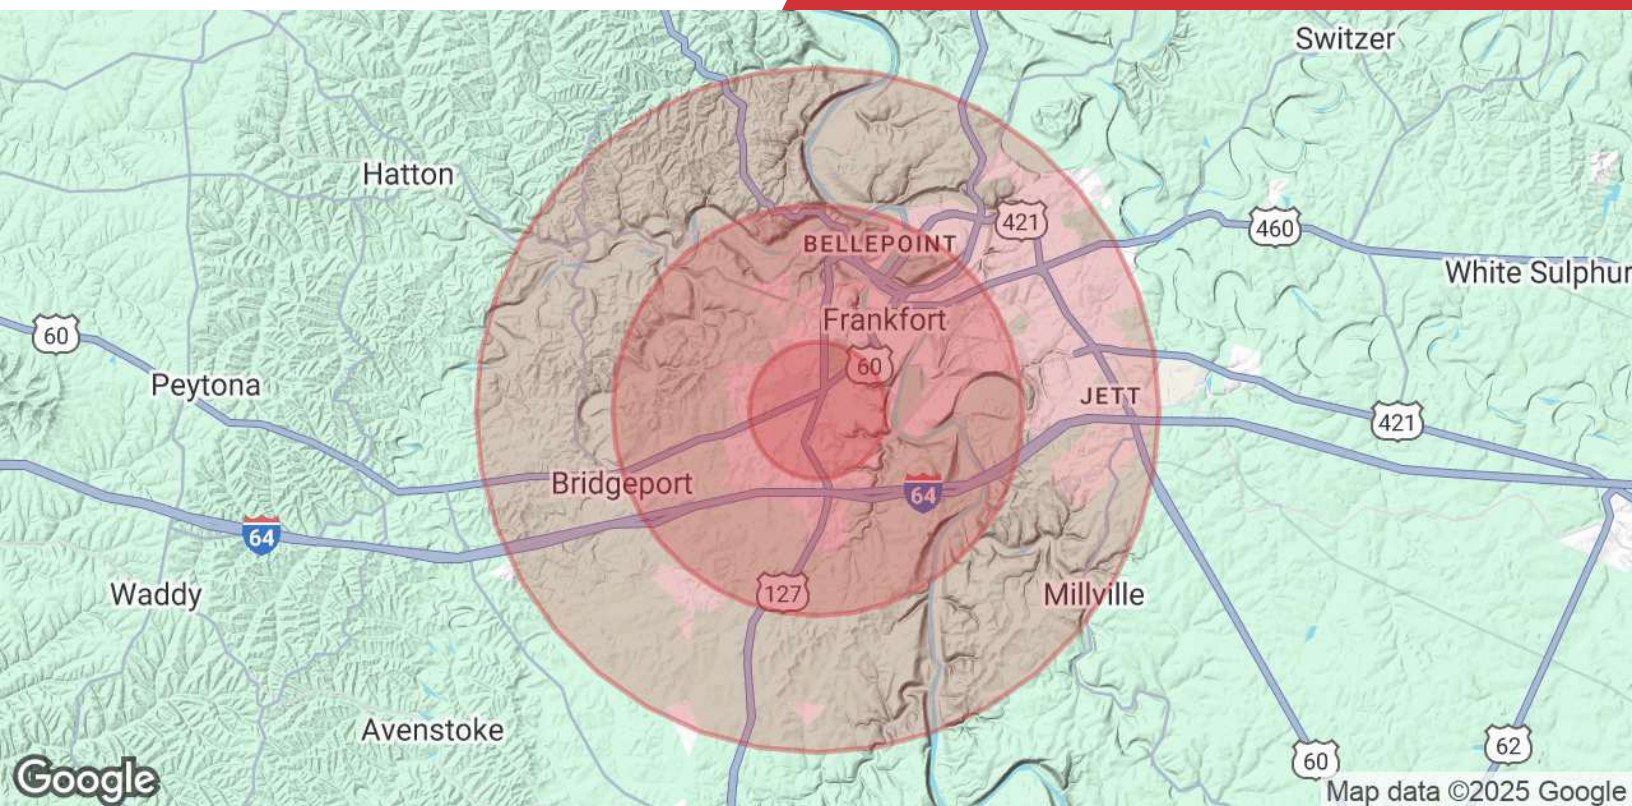 Switzer
Hatton
421
460
BELLEPOINT
White Sulphur
60
Frankfort
60
Peytona
JETT
421
Bridgeport
64
64
Waddy
127
Millville
Avenstoke
62
60
Google
Map data ©2025 Google